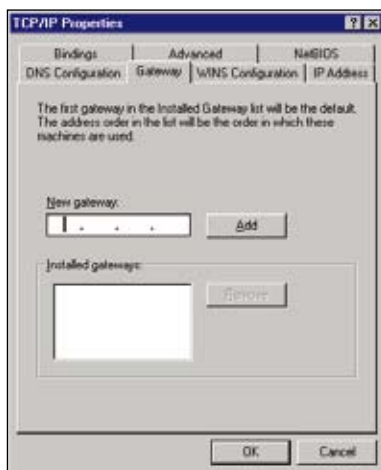 TCP/IP Properties
Bindings Advanced NetBIOS
DNS Configuration Gateway WINS Configuration IP Address
The first gateway in the Installed Gateway list will be the default.
The address order in the list will be the order in which these
machines are used.
New gateway:
. . . Add
Installed gateways:
Remove
OK Cancel